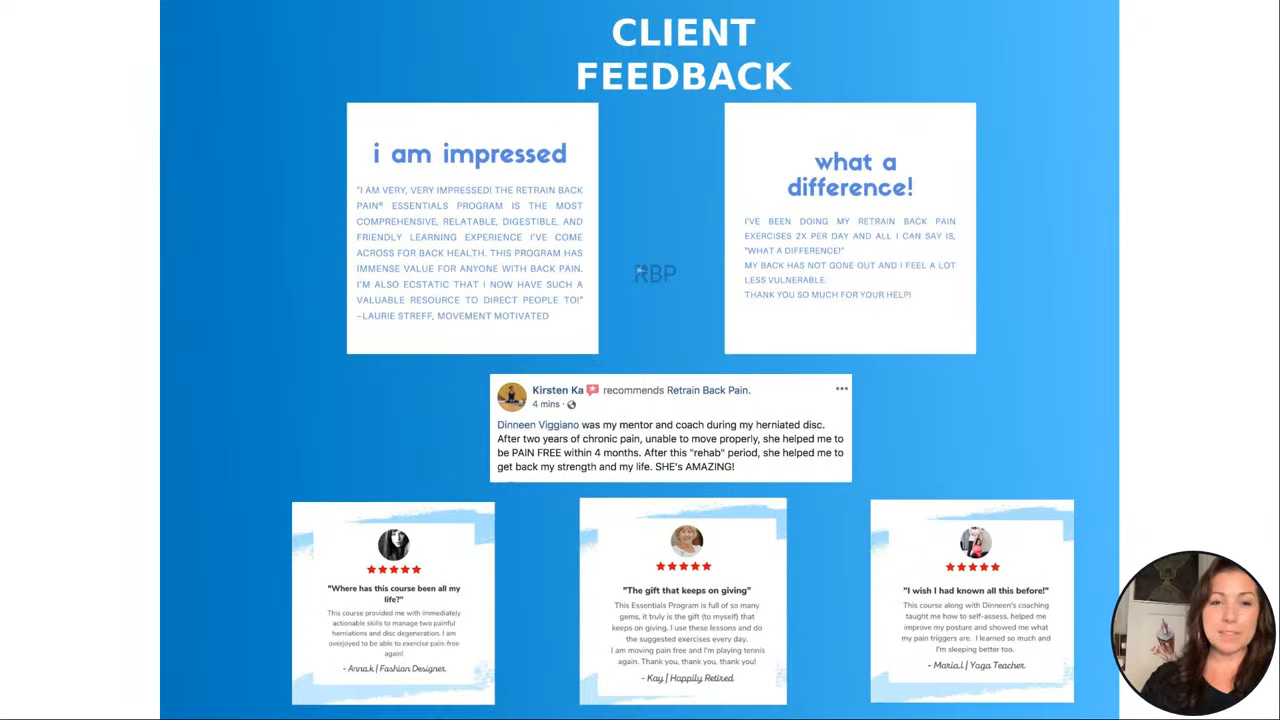 CLIENT
FEEDBACK
i am impressed
"I AM VERY, VERY IMPRESSED! THE RETRAIN BACK
PAIN® ESSENTIALS PROGRAM IS THE MOST
COMPREHENSIVE, RELATABLE, DIGESTIBLE, AND
FRIENDLY LEARNING EXPERIENCE I'VE COME
ACROSS FOR BACK HEALTH. THIS PROGRAM HAS
IMMENSE VALUE FOR ANYONE WITH BACK PAIN.
I'M ALSO ECSTATIC THAT I NOW HAVE SUCH A
VALUABLE RESOURCE TO DIRECT PEOPLE TO!"
-LAURIE STREFF, MOVEMENT MOTIVATED
what a
difference!
I'VE BEEN DOING MY RETRAIN BACK PAIN
EXERCISES 2X PER DAY AND ALL I CAN SAY IS,
"WHAT A DIFFERENCE!"
MY BACK HAS NOT GONE OUT AND I FEEL A LOT
LESS VULNERABLE.
THANK YOU SO MUCH FOR YOUR HELP!
RBP
Kirsten Ka recommends Retrain Back Pain.
4 mins ·
Dinneen Viggiano was my mentor and coach during my herniated disc.
After two years of chronic pain, unable to move properly, she helped me to
be PAIN FREE within 4 months. After this "rehab" period, she helped me to
get back my strength and my life. SHE's AMAZING!
"Where has this course been all my
life?"
This course provided me with immediately
actionable skills to manage two painful
herniations and disc degeneration. I am
overjoyed to be able to exercise pain-free
again!
- Anna.k | Fashion Designer
"The gift that keeps on giving"
This Essentials Program is full of so many
gems, it truly is the gift (to myself) that
keeps on giving. I use these lessons and do
the suggested exercises every day.
I am moving pain free and I'm playing tennis
again. Thank you, thank you, thank you!
- Kay | Happily Retired
"I wish I had known all this before!"
This course along with Dinneen's coaching
taught me how to self-assess, helped me
improve my posture and showed me what
my pain triggers are. I learned so much and
I'm sleeping better too.
- Maria.l | Yoga Teacher